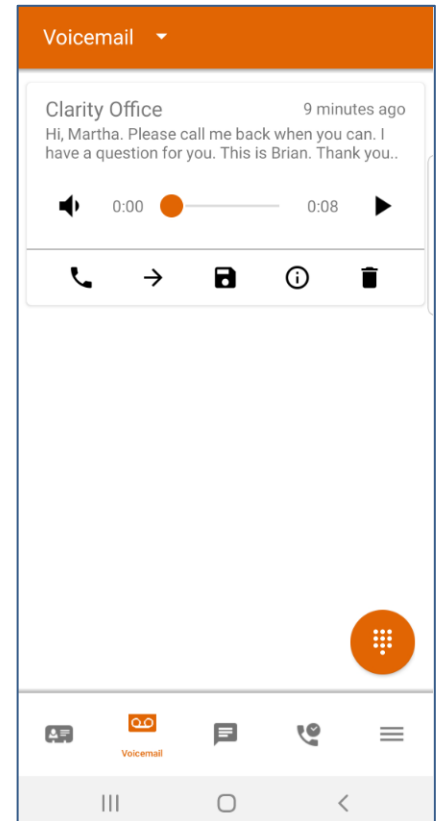 Voicemail
Clarity Office 9 minutes ago
Hi, Martha. Please call me back when you can. I
have a question for you. This is Brian. Thank you..
0:00 0:08
Voicemail